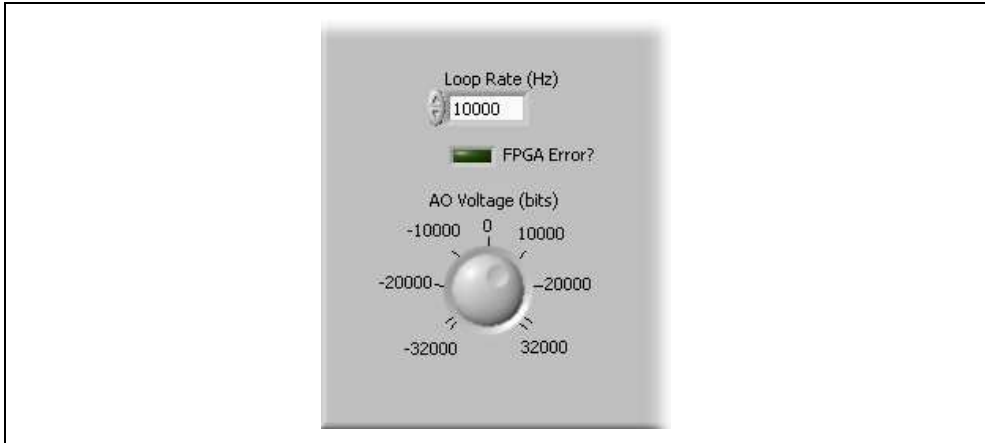 Loop Rate (Hz)
10000
FPGA Error?
AO Voltage (bits)
-10000 0 10000
-20000 20000
-32000 32000